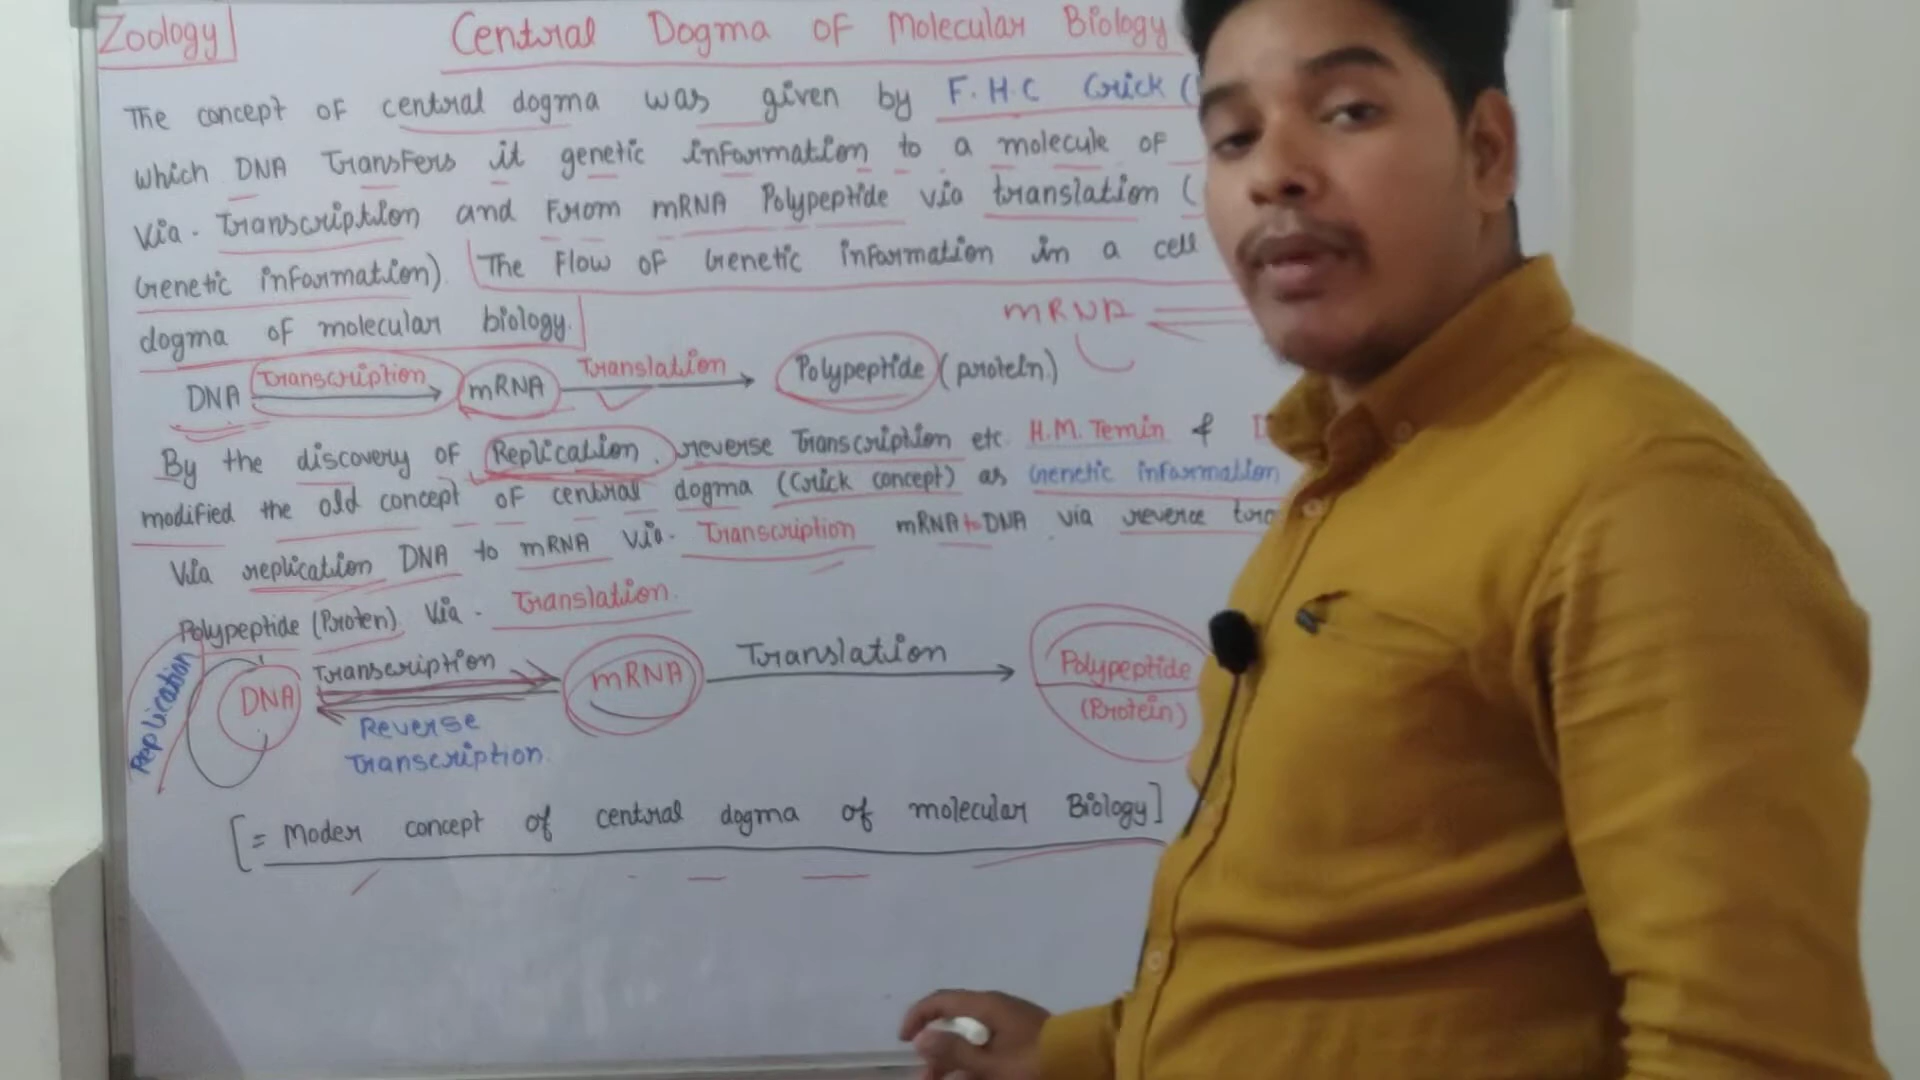 Zoology
Central Dogma of Molecular Biology
The concept of central dogma was given by F.H.C Crick (
which DNA Transfers it genetic information to a molecule of
Via - Transcription and From mRNA Polypeptide via translation (
Genetic information). The Flow of Genetic information in a cell
dogma of molecular biology.
mRNA
DNA Transcription mRNA Translation Polypeptide (protein)
By the discovery of Replication, reverse Transcription etc. H.M. Temin &
modified the old concept of central dogma (Crick concept) as Genetic information
Via replication DNA to mRNA via - Transcription mRNA to DNA via reverse
Polypeptide (Proten) Via - Translation.
Replication DNA Transcription mRNA Translation Polypeptide
Reverse (Protein)
Transcription.
[= Moder concept of central dogma of molecular Biology]